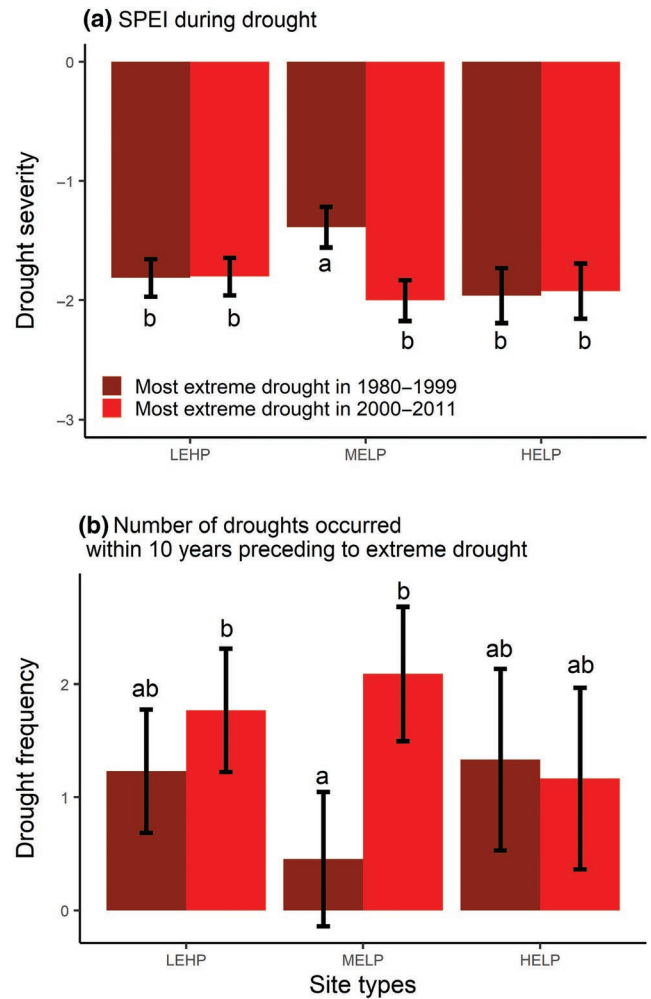 (a) SPEI during drought
Drought severity
0
−1
−2
−3
a
b b b b b
Most extreme drought in 1980−1999
Most extreme drought in 2000−2011
LEHP MELP HELP
(b) Number of droughts occurred
within 10 years preceding to extreme drought
Drought frequency
2
1
0
ab b a b ab ab
LEHP MELP HELP
Site types